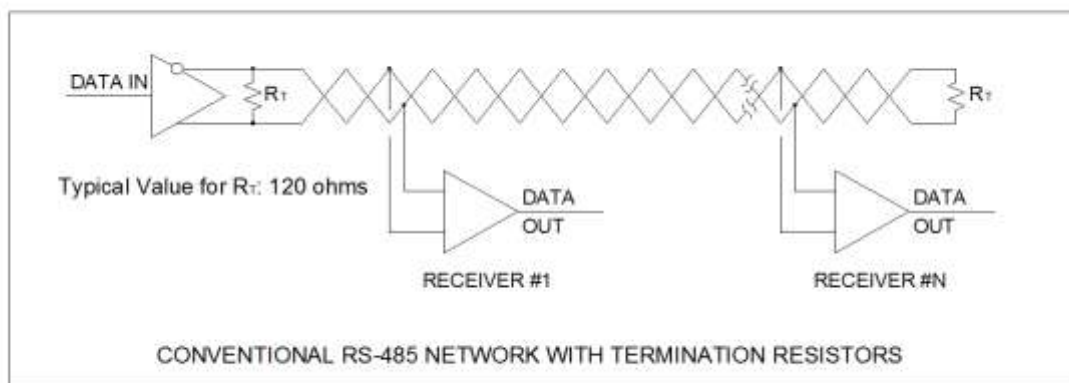 DATA IN
RT
RT
Typical Value for RT: 120 ohms
DATA
OUT
DATA
OUT
RECEIVER #1
RECEIVER #N
CONVENTIONAL RS-485 NETWORK WITH TERMINATION RESISTORS